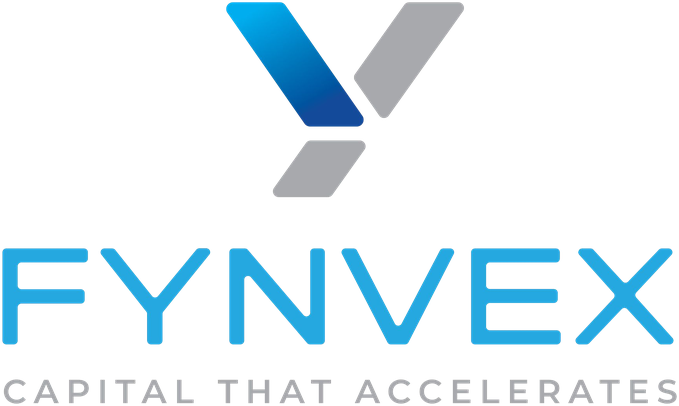 FYNVEX
CAPITAL THAT ACCELERATES